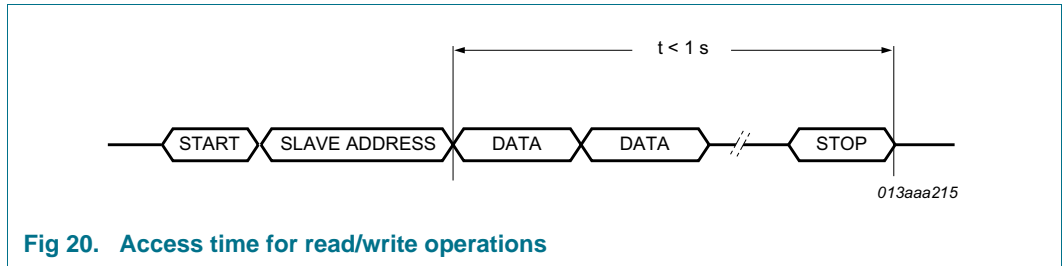 t < 1 s
START SLAVE ADDRESS DATA DATA STOP
013aaa215
Fig 20. Access time for read/write operations